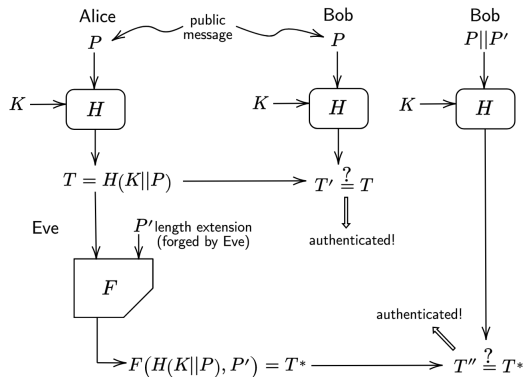 Alice
public
message
Bob
Bob
P
P
P||P′
K
H
K
H
K
H
T = H(K||P)
T′ ≟ T
Eve
P′ length extension
(forged by Eve)
authenticated!
F
authenticated!
F(H(K||P), P′) = T*
T″ ≟ T*